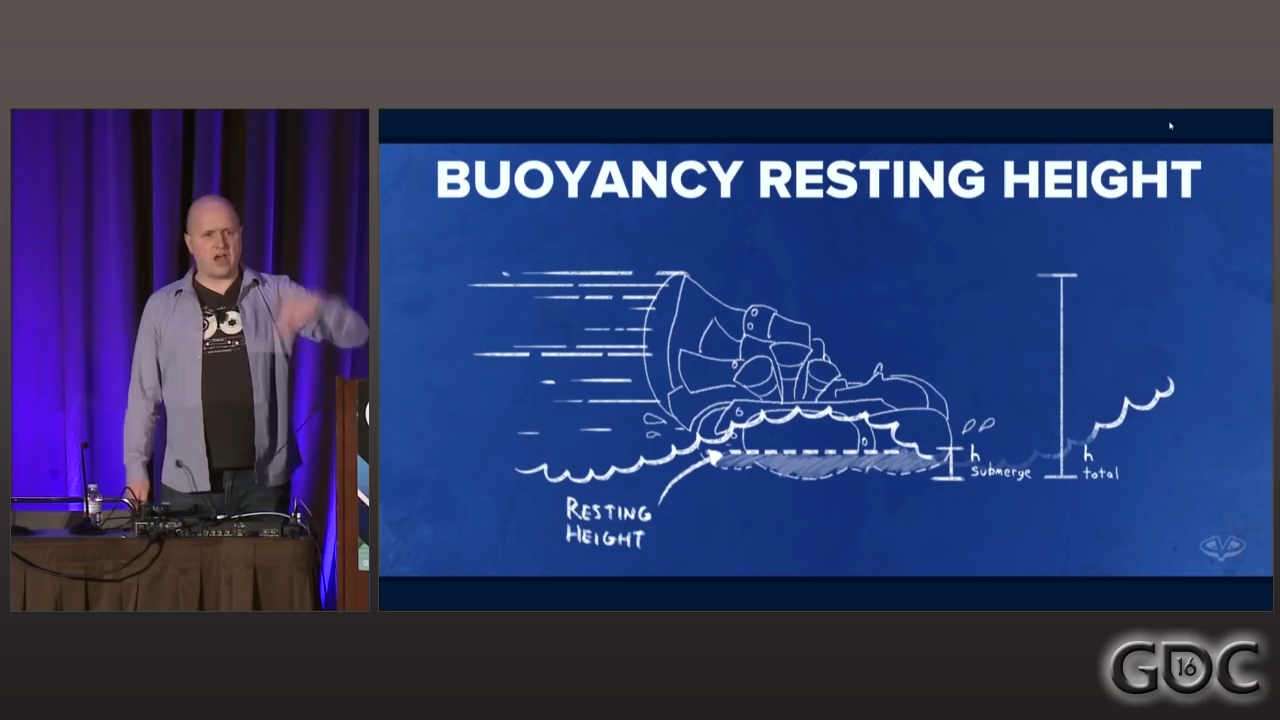 BUOYANCY RESTING HEIGHT
h
Submerge
h
total
RESTING
HEIGHT
GDC
16